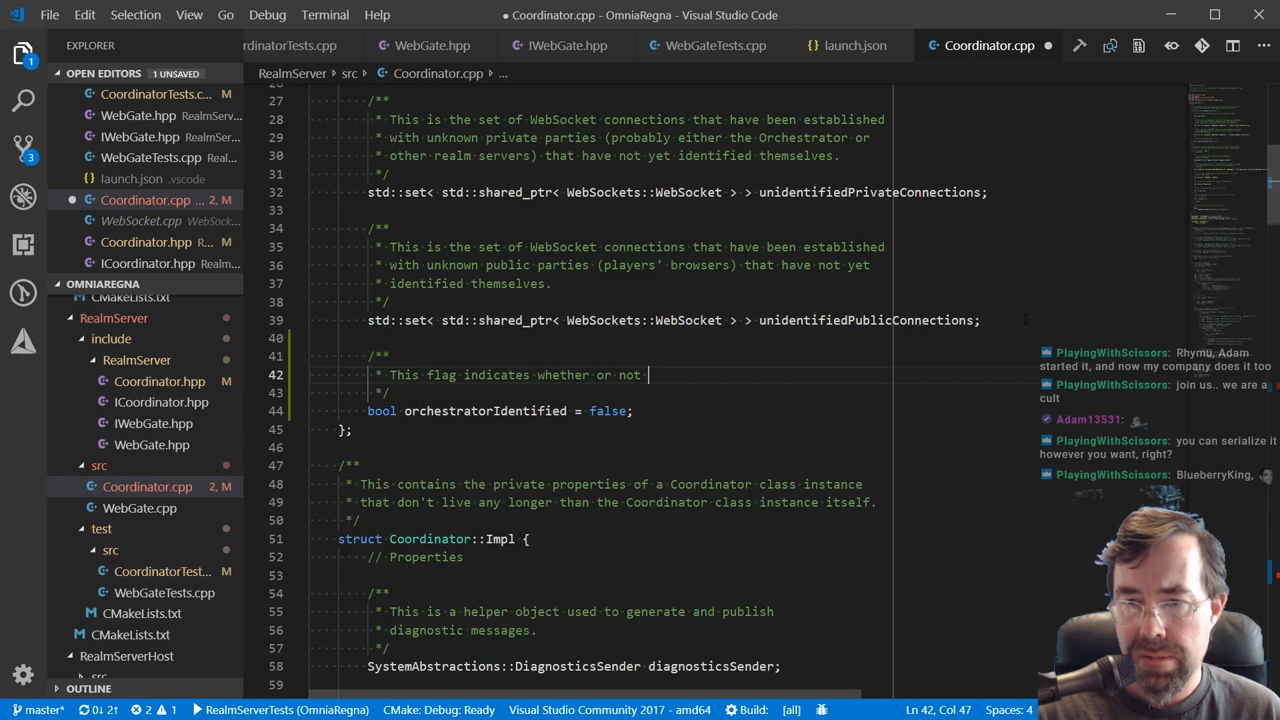 File Edit Selection View Go Debug Terminal Help
● Coordinator.cpp - OmniaRegna - Visual Studio Code
EXPLORER
rdinatorTests.cpp WebGate.hpp IWebGate.hpp WebGateTests.cpp launch.json Coordinator.cpp
OPEN EDITORS 1 UNSAVED
CoordinatorTests.c... M
WebGate.hpp RealmServ...
IWebGate.hpp RealmSer...
WebGateTests.cpp Real...
launch.json .vscode
Coordinator.cpp ... 2, M
WebSocket.cpp WebSock...
Coordinator.hpp R... M
ICoordinator.hpp Realm...
OMNIAREGNA
CMakeLists.txt
RealmServer
include
RealmServer
Coordinator.hpp M
ICoordinator.hpp
IWebGate.hpp
WebGate.hpp
src
Coordinator.cpp 2, M
WebGate.cpp
test
src
CoordinatorTest... M
WebGateTests.cpp
CMakeLists.txt
CMakeLists.txt
RealmServerHost
OUTLINE
RealmServer > src > Coordinator.cpp > ...
26
27 /**
28 * This is the set of WebSocket connections that have been established
29 * with unknown private parties (probably either the Orchestrator or
30 * other realm servers) that have not yet identified themselves.
31 */
32 std::set< std::shared_ptr< WebSockets::WebSocket > > unidentifiedPrivateConnections;
33
34 /**
35 * This is the set of WebSocket connections that have been established
36 * with unknown public parties (players' browsers) that have not yet
37 * identified themselves.
38 */
39 std::set< std::shared_ptr< WebSockets::WebSocket > > unidentifiedPublicConnections;
40
41 /**
42 * This flag indicates whether or not
43 */
44 bool orchestratorIdentified = false;
45 };
46
47 /**
48 * This contains the private properties of a Coordinator class instance
49 * that don't live any longer than the Coordinator class instance itself.
50 */
51 struct Coordinator::Impl {
52 // Properties
53
54 /**
55 * This is a helper object used to generate and publish
56 * diagnostic messages.
57 */
58 SystemAbstractions::DiagnosticsSender diagnosticsSender;
59
PlayingWithScissors: Rhymu, Adam
started it, and now my company does it too
PlayingWithScissors: join us.. we are a
cult
Adam13531:
PlayingWithScissors: you can serialize it
however you want, right?
PlayingWithScissors: BlueberryKing,
master* 0↓ 2↑ 2 1 RealmServerTests (OmniaRegna) CMake: Debug: Ready Visual Studio Community 2017 - amd64 Build: [all] Ln 42, Col 47 Spaces: 4